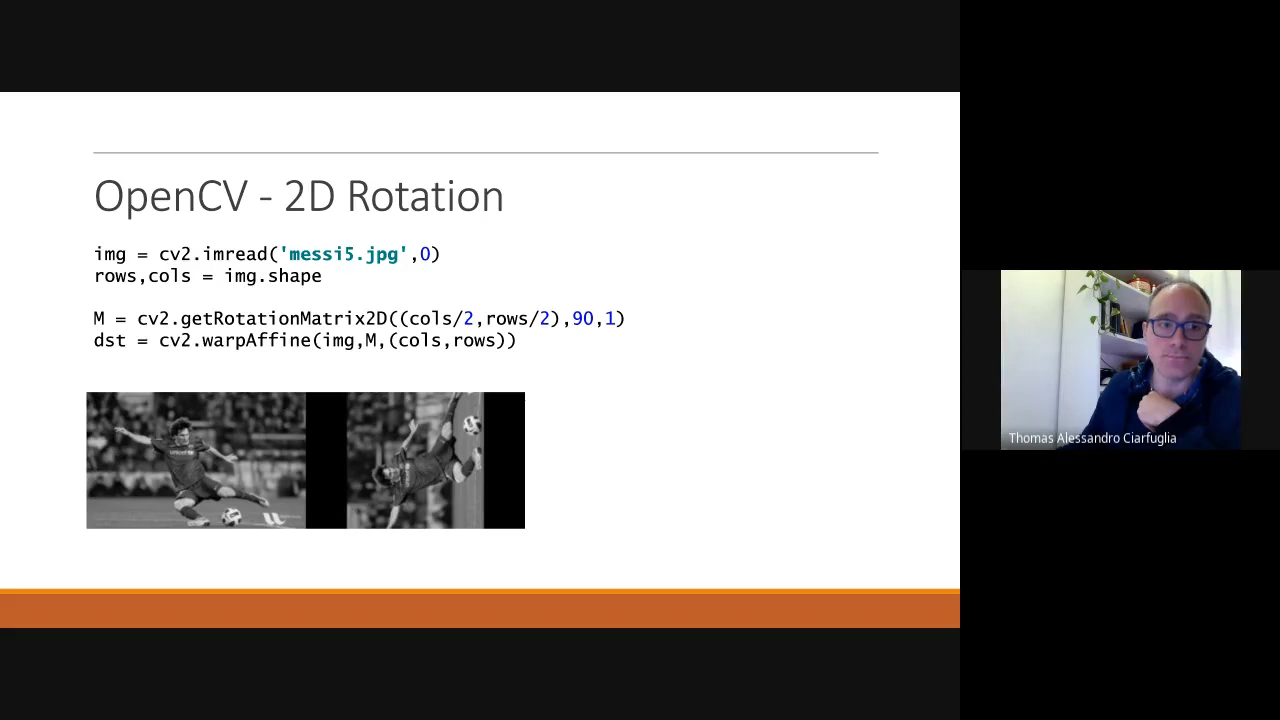 OpenCV - 2D Rotation
img = cv2.imread('messi5.jpg',0)
rows,cols = img.shape
M = cv2.getRotationMatrix2D((cols/2,rows/2),90,1)
dst = cv2.warpAffine(img,M,(cols,rows))
unicef
Thomas Alessandro Ciarfuglia